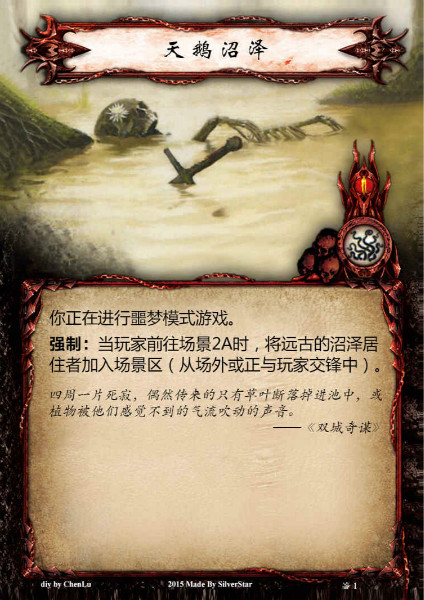 天鹅沼泽
你正在进行噩梦模式游戏。
强制：当玩家前往场景2A时，将远古的沼泽居
住者加入场景区（从场外或正与玩家交锋中）。
四周一片死寂，偶然传来的只有草叶断落掉进池中，或
植物被他们感觉不到的气流吹动的声音。
——《双城奇谋》
diy by ChenLu 2015 Made By SilverStar 1